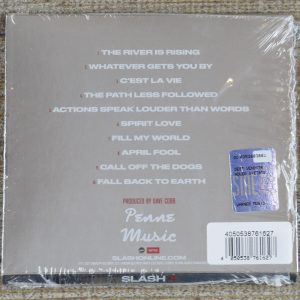 THE RIVER IS RISING
WHATEVER GETS YOU BY
C'EST LA VIE
THE PATH LESS FOLLOWED
ACTIONS SPEAK LOUDER THAN WORDS
SPIRIT LOVE
FILL MY WORLD
APRIL FOOL
CALL OFF THE DOGS
FALL BACK TO EARTH
PRODUCED BY DAVE COBB
Penne
Music
SLASHONLINE.COM
SLASH
4050538761627
4 050538 761627